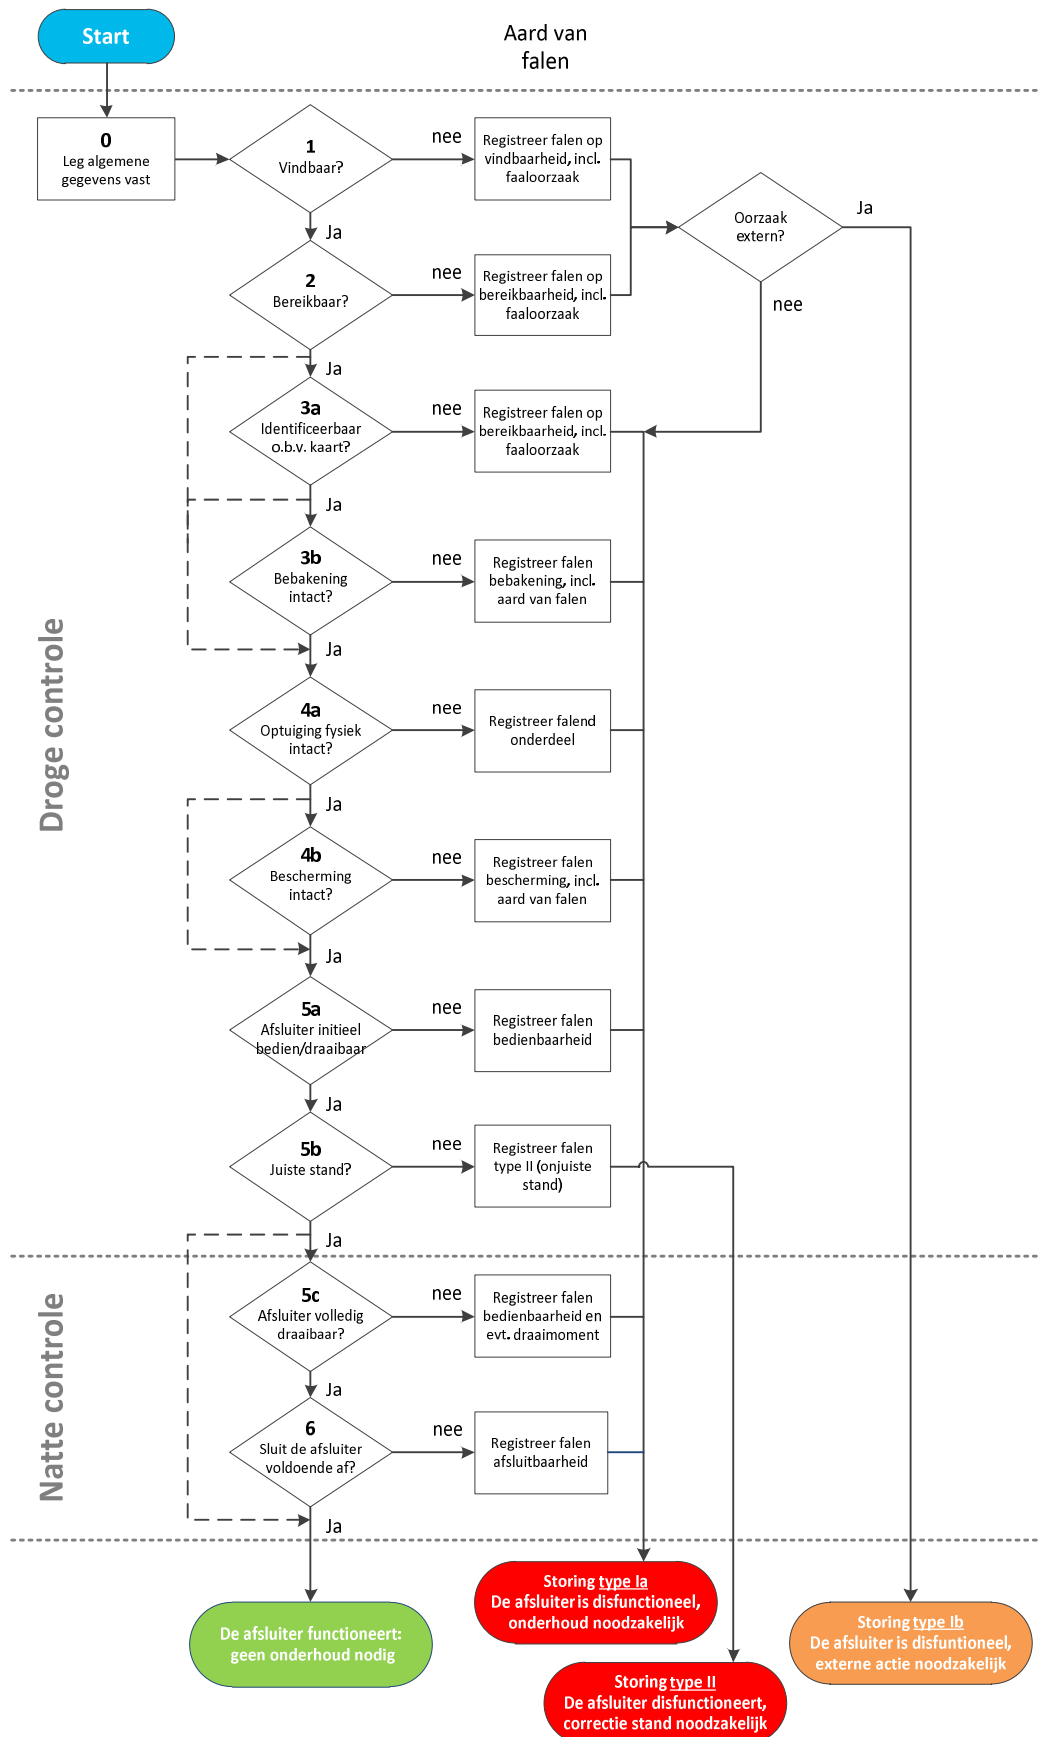 Start
Aard van
falen
0
Leg algemene
gegevens vast
1
Vindbaar?
nee
Registreer falen op
vindbaarheid, incl.
faaloorzaak
Oorzaak
extern?
Ja
nee
Ja
2
Bereikbaar?
nee
Registreer falen op
bereikbaarheid, incl.
faaloorzaak
Ja
3a
Identificeerbaar
o.b.v. kaart?
nee
Registreer falen op
bereikbaarheid, incl.
faaloorzaak
Ja
3b
Bebakening
intact?
nee
Registreer falen
bebakening, incl.
aard van falen
Ja
Droge controle
4a
Optuiging fysiek
intact?
nee
Registreer falend
onderdeel
Ja
4b
Bescherming
intact?
nee
Registreer falen
bescherming, incl.
aard van falen
Ja
5a
Afsluiter initieel
bedien/draaibaar
nee
Registreer falen
bedienbaarheid
Ja
5b
Juiste stand?
nee
Registreer falen
type II (onjuiste
stand)
Ja
Natte controle
5c
Afsluiter volledig
draaibaar?
nee
Registreer falen
bedienbaarheid en
evt. draaimoment
Ja
6
Sluit de afsluiter
voldoende af?
nee
Registreer falen
afsluitbaarheid
Ja
De afsluiter functioneert:
geen onderhoud nodig
Storing type Ia
De afsluiter is disfunctioneel,
onderhoud noodzakelijk
Storing type II
De afsluiter disfunctioneert,
correctie stand noodzakelijk
Storing type Ib
De afsluiter is disfuntioneel,
externe actie noodzakelijk